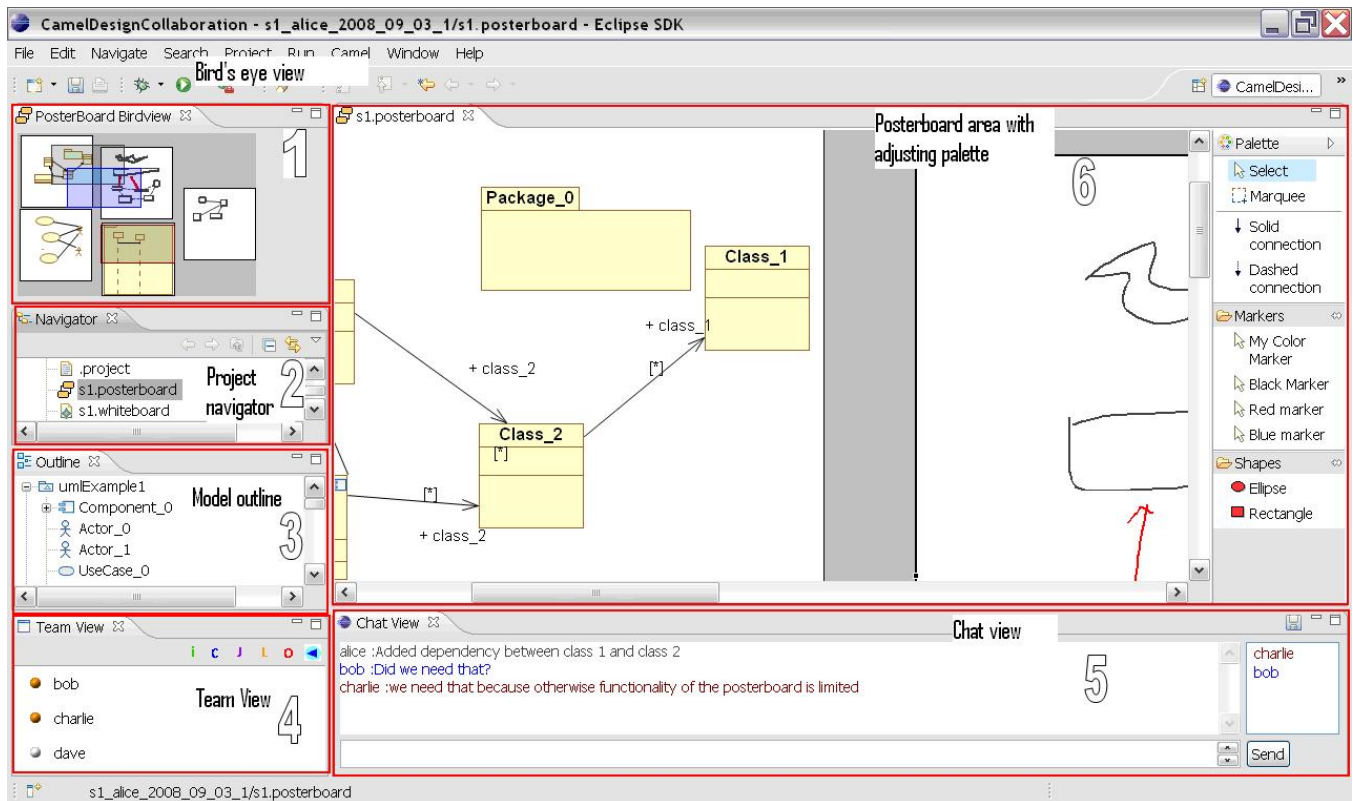 CamelDesignCollaboration - s1_alice_2008_09_03_1/s1.posterboard - Eclipse SDK
File Edit Navigate Search Project Run Camel Window Help
Bird's eye view
CamelDesi... »
PosterBoard Birdview
1
s1.posterboard
Posterboard area with
adjusting palette
6
Package_0
Class_1
+ class_1
[*]
+ class_2
Class_2
[*]
[*]
+ class_2
Palette
Select
Marquee
Solid
connection
Dashed
connection
Markers
My Color
Marker
Black Marker
Red marker
Blue marker
Shapes
Ellipse
Rectangle
Navigator
.project
s1.posterboard
s1.whiteboard
Project
navigator
2
Outline
umlExample1
Component_0
Actor_0
Actor_1
UseCase_0
Model outline
3
Team View
i C J L O
bob
charlie
dave
Team View
4
Chat View
Chat view
5
alice :Added dependency between class 1 and class 2
bob :Did we need that?
charlie :we need that because otherwise functionality of the posterboard is limited
charlie
bob
Send
s1_alice_2008_09_03_1/s1.posterboard